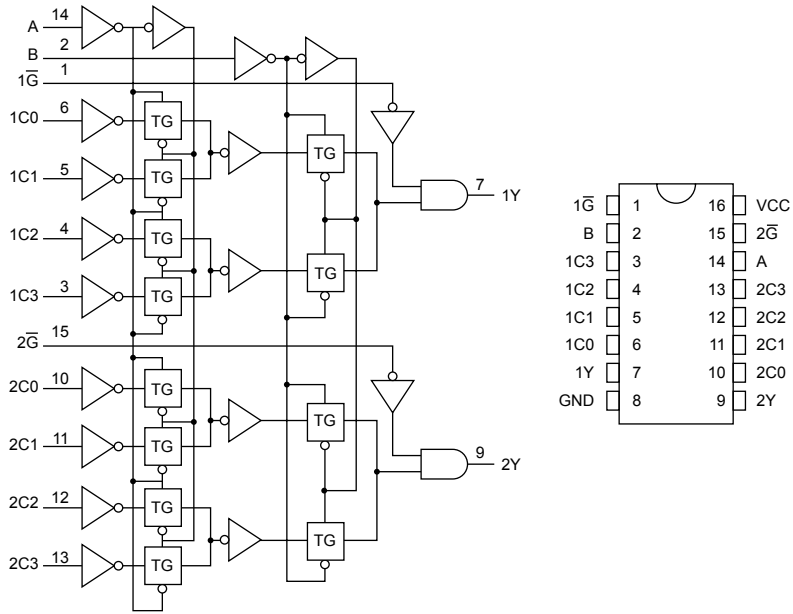 A 14
B 2
1G̅ 1
1C0 6 TG
TG
1C1 5 TG
7 1Y
1C2 4 TG
TG
1C3 3 TG
2G̅ 15
2C0 10 TG
TG
2C1 11 TG
9 2Y
2C2 12 TG
TG
2C3 13 TG
1G̅ 1 16 VCC
B 2 15 2G̅
1C3 3 14 A
1C2 4 13 2C3
1C1 5 12 2C2
1C0 6 11 2C1
1Y 7 10 2C0
GND 8 9 2Y